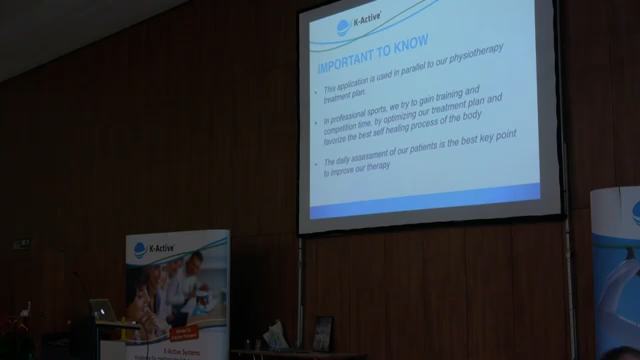 K-Active
IMPORTANT TO KNOW
• This application is used in parallel to our physiotherapy
treatment plan.
• In professional sports, we try to gain training and
competition time, by optimizing our treatment plan and
favorize the best self healing process of the body
• The daily assessment of our patients is the best key point
to improve our therapy
K-Active
K-Active Systems